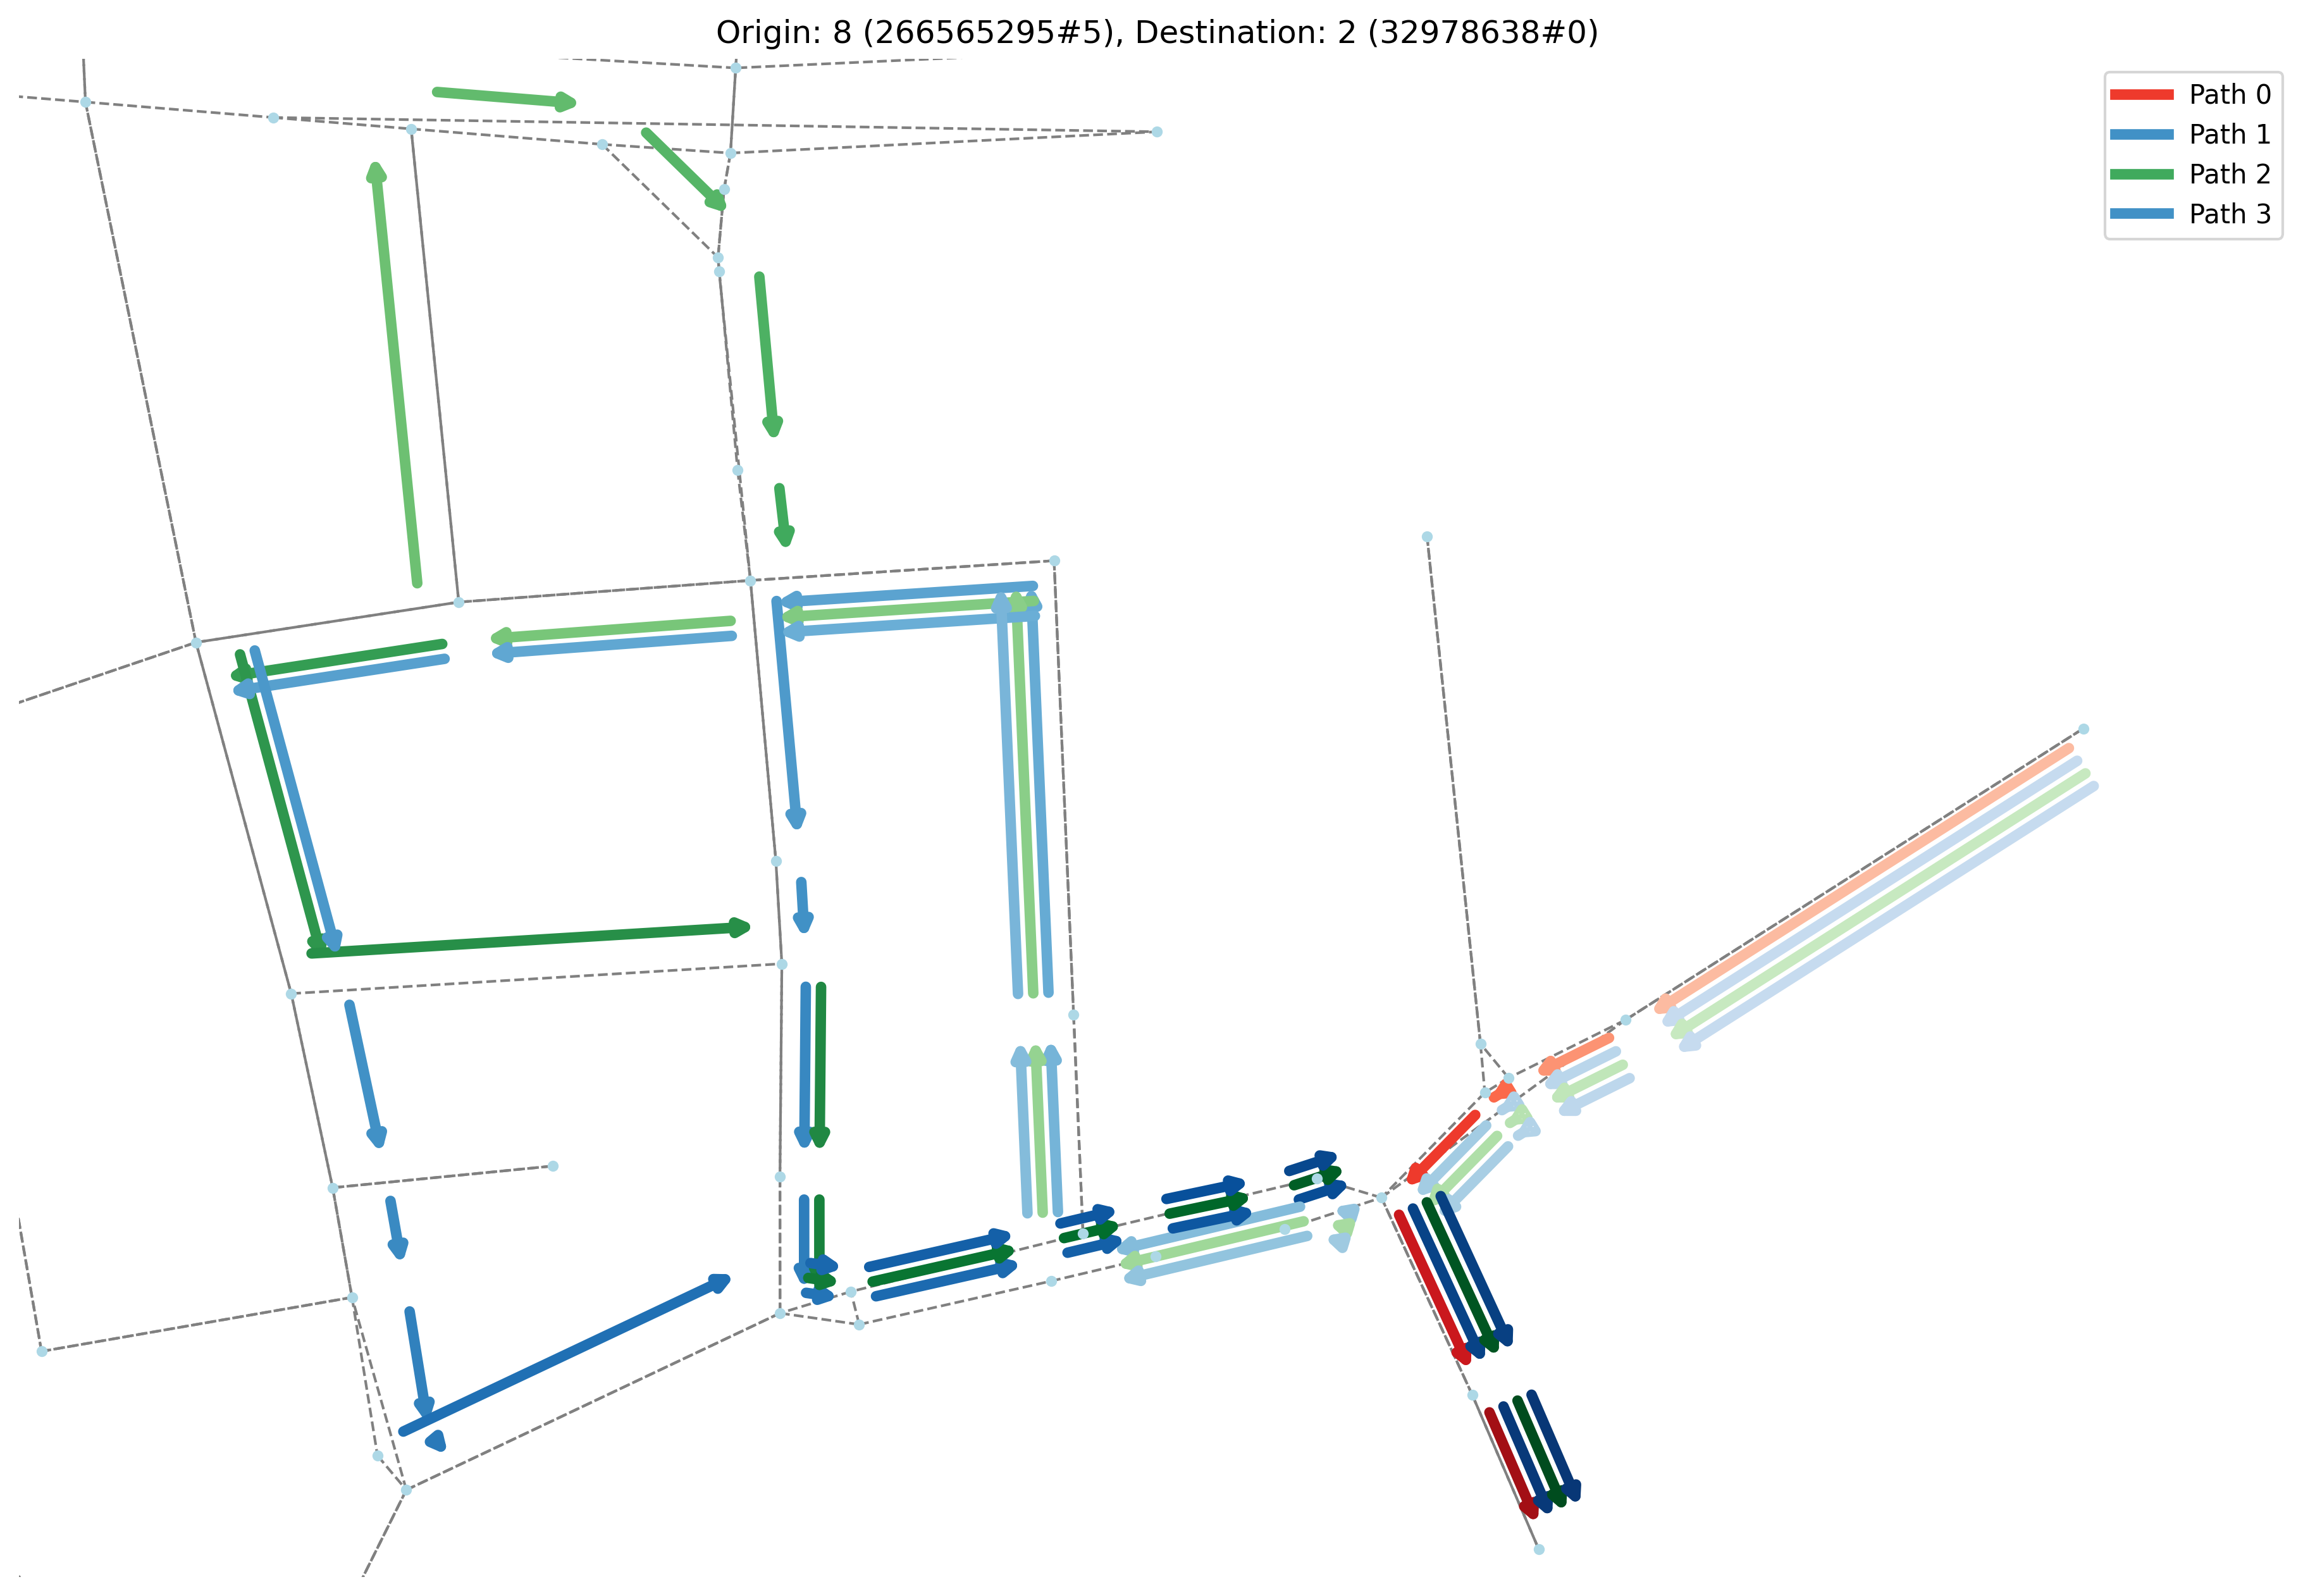 Origin: 8 (266565295#5), Destination: 2 (32978638#0)
Path 0
Path 1
Path 2
Path 3